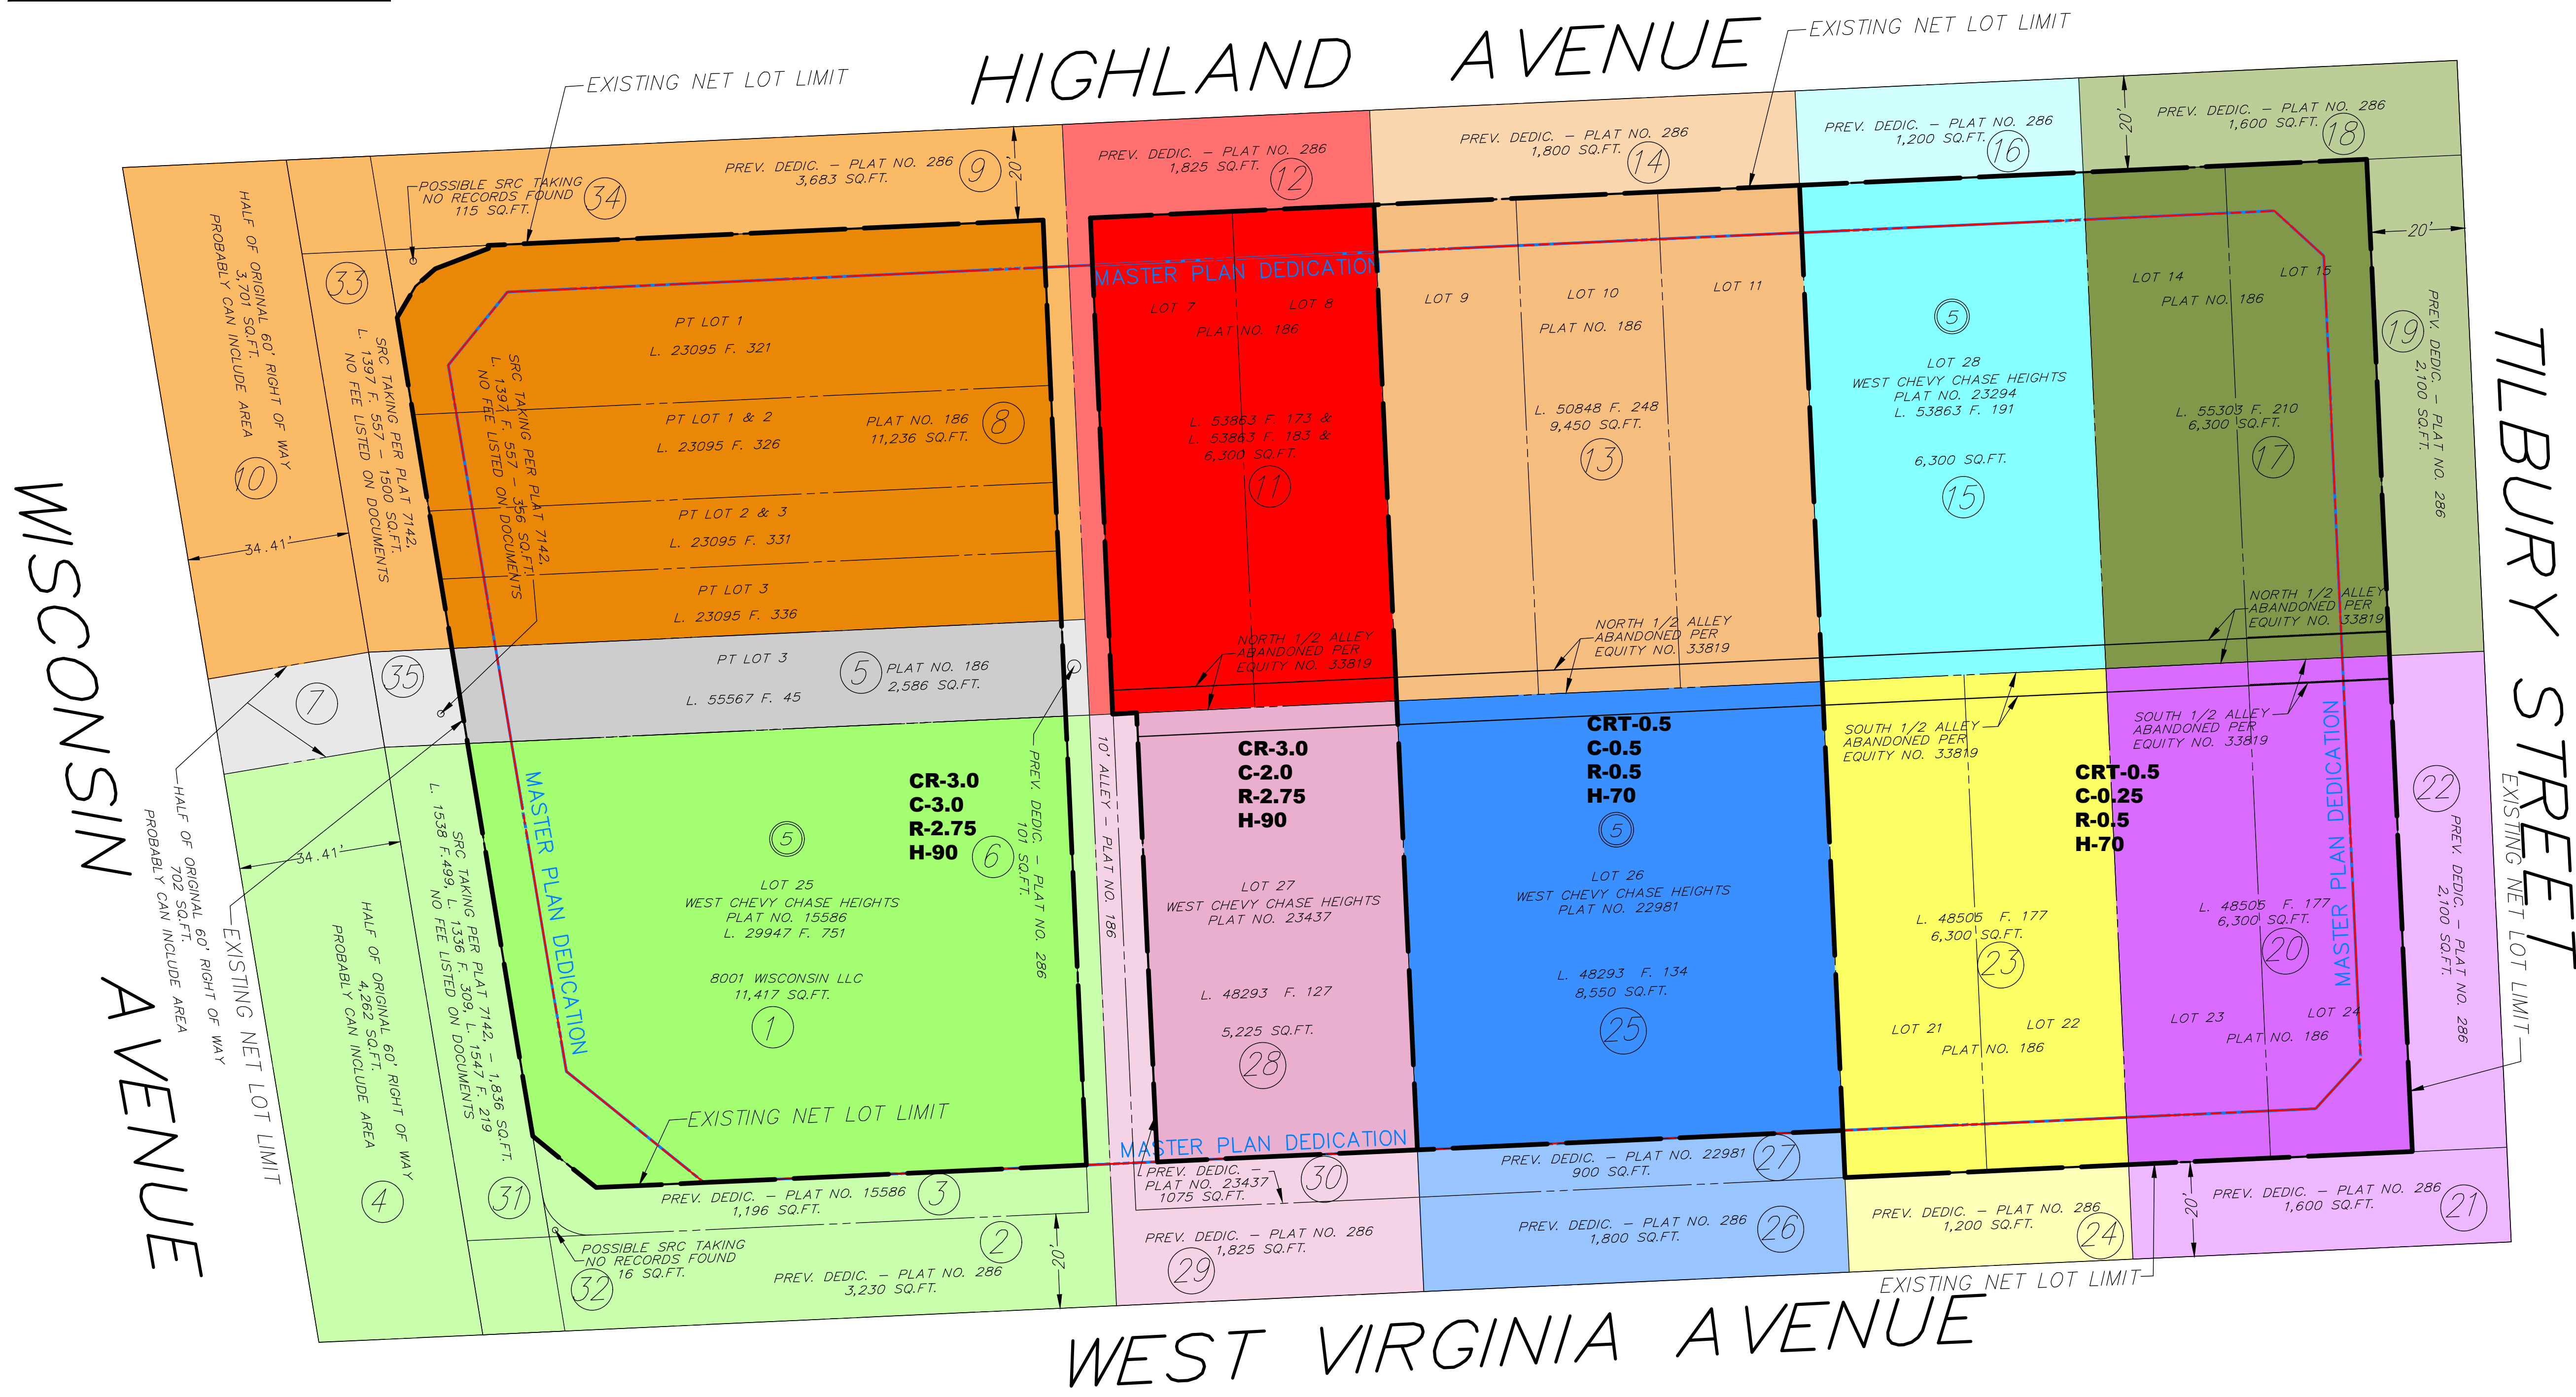 HIGHLAND AVENUE
EXISTING NET LOT LIMIT
EXISTING NET LOT LIMIT
WISCONSIN AVENUE
TILBURY STREET
WEST VIRGINIA AVENUE
HALF OF ORIGINAL 60' RIGHT OF WAY
3,701 SQ.FT.
PROBABLY CAN INCLUDE AREA
10
34.41'
33
SRC TAKING PER PLAT 7142,
L. 1397 F. 557 – 1500 SQ.FT.
NO FEE LISTED ON DOCUMENTS
POSSIBLE SRC TAKING
NO RECORDS FOUND
115 SQ.FT.
34
PREV. DEDIC. – PLAT NO. 286
3,683 SQ.FT.
9
20'
PT LOT 1
L. 23095 F. 321
PT LOT 1 & 2
L. 23095 F. 326
PLAT NO. 186
11,236 SQ.FT.
8
PT LOT 2 & 3
L. 23095 F. 331
PT LOT 3
L. 23095 F. 336
SRC TAKING PER PLAT 7142,
L. 1397 F. 557 – 356 SQ.FT.
NO FEE LISTED ON DOCUMENTS
PREV. DEDIC. – PLAT NO. 286
1,825 SQ.FT.
12
MASTER PLAN DEDICATION
LOT 7
LOT 8
PLAT NO. 186
L. 53863 F. 173 &
L. 53863 F. 183 &
6,300 SQ.FT.
11
NORTH 1/2 ALLEY
ABANDONED PER
EQUITY NO. 33819
PREV. DEDIC. – PLAT NO. 286
1,800 SQ.FT.
14
LOT 9
LOT 10
LOT 11
PLAT NO. 186
L. 50848 F. 248
9,450 SQ.FT.
13
NORTH 1/2 ALLEY
ABANDONED PER
EQUITY NO. 33819
PREV. DEDIC. – PLAT NO. 286
1,200 SQ.FT.
16
5
LOT 28
WEST CHEVY CHASE HEIGHTS
PLAT NO. 23294
L. 53863 F. 191
6,300 SQ.FT.
15
PREV. DEDIC. – PLAT NO. 286
1,600 SQ.FT.
18
20'
20'
LOT 14
LOT 15
PLAT NO. 186
L. 55303 F. 210
6,300 SQ.FT.
17
NORTH 1/2 ALLEY
ABANDONED PER
EQUITY NO. 33819
19
PREV. DEDIC. – PLAT NO. 286
2,100 SQ.FT.
7
35
PT LOT 3
L. 55567 F. 45
5
PLAT NO. 186
2,586 SQ.FT.
HALF OF ORIGINAL 60' RIGHT OF WAY
702 SQ.FT.
PROBABLY CAN INCLUDE AREA
EXISTING NET LOT LIMIT
34.41'
HALF OF ORIGINAL 60' RIGHT OF WAY
4,262 SQ.FT.
PROBABLY CAN INCLUDE AREA
4
SRC TAKING PER PLAT 7142, – 1,836 SQ.FT.
L. 1538 F.499, L. 1336 F. 309, L. 1547 F. 219
NO FEE LISTED ON DOCUMENTS
31
MASTER PLAN DEDICATION
CR-3.0
C-3.0
R-2.75
H-90
6
PREV. DEDIC. – PLAT NO. 286
101 SQ.FT.
5
LOT 25
WEST CHEVY CHASE HEIGHTS
PLAT NO. 15586
L. 29947 F. 751
8001 WISCONSIN LLC
11,417 SQ.FT.
1
EXISTING NET LOT LIMIT
PREV. DEDIC. – PLAT NO. 15586
1,196 SQ.FT.
3
POSSIBLE SRC TAKING
NO RECORDS FOUND
16 SQ.FT.
32
2
PREV. DEDIC. – PLAT NO. 286
3,230 SQ.FT.
20'
10' ALLEY – PLAT NO. 186
CR-3.0
C-2.0
R-2.75
H-90
LOT 27
WEST CHEVY CHASE HEIGHTS
PLAT NO. 23437
L. 48293 F. 127
5,225 SQ.FT.
28
MASTER PLAN DEDICATION
PREV. DEDIC. –
PLAT NO. 23437
1075 SQ.FT.
30
PREV. DEDIC. – PLAT NO. 286
1,825 SQ.FT.
29
CRT-0.5
C-0.5
R-0.5
H-70
5
LOT 26
WEST CHEVY CHASE HEIGHTS
PLAT NO. 22981
L. 48293 F. 134
8,550 SQ.FT.
25
PREV. DEDIC. – PLAT NO. 22981
900 SQ.FT.
27
PREV. DEDIC. – PLAT NO. 286
1,800 SQ.FT.
26
SOUTH 1/2 ALLEY
ABANDONED PER
EQUITY NO. 33819
L. 48505 F. 177
6,300 SQ.FT.
23
LOT 21
LOT 22
PLAT NO. 186
PREV. DEDIC. – PLAT NO. 286
1,200 SQ.FT.
24
EXISTING NET LOT LIMIT
SOUTH 1/2 ALLEY
ABANDONED PER
EQUITY NO. 33819
CRT-0.5
C-0.25
R-0.5
H-70
L. 48505 F. 177
6,300 SQ.FT.
20
LOT 23
LOT 24
PLAT NO. 186
MASTER PLAN DEDICATION
22
PREV. DEDIC. – PLAT NO. 286
2,100 SQ.FT.
EXISTING NET LOT LIMIT
20'
PREV. DEDIC. – PLAT NO. 286
1,600 SQ.FT.
21